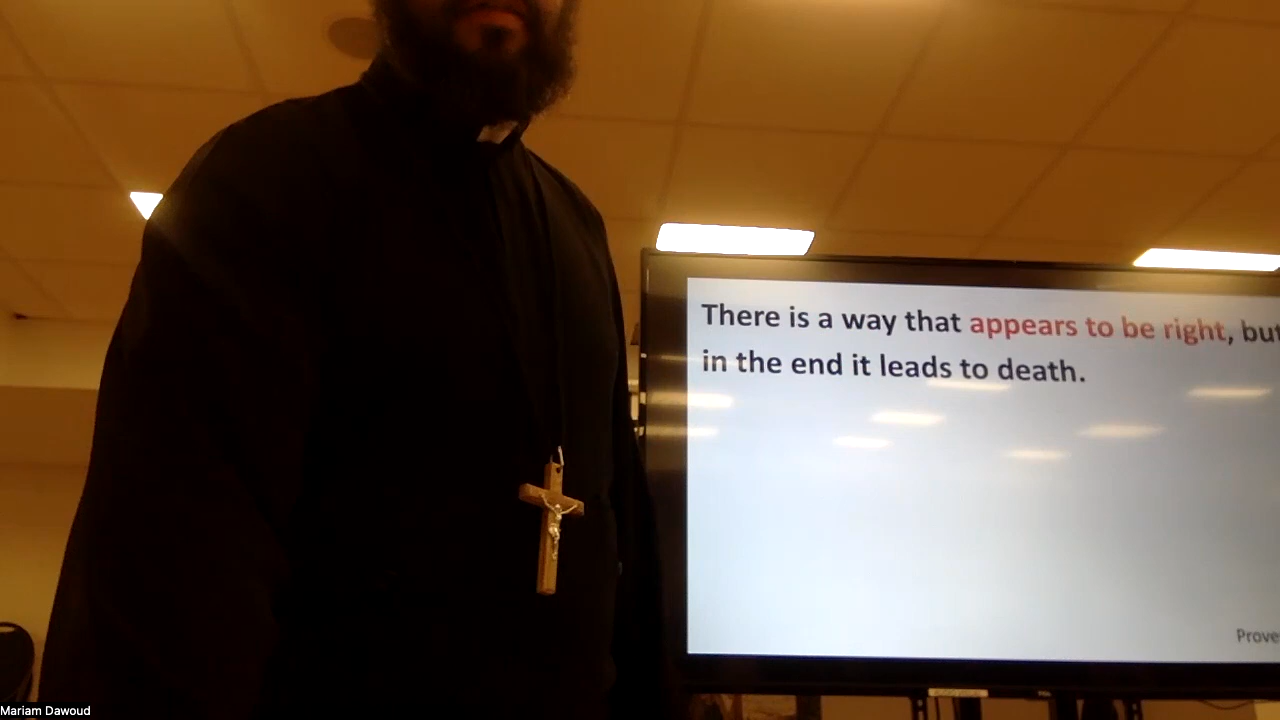 There is a way that appears to be right, but
in the end it leads to death.
Prove
Mariam Dawoud